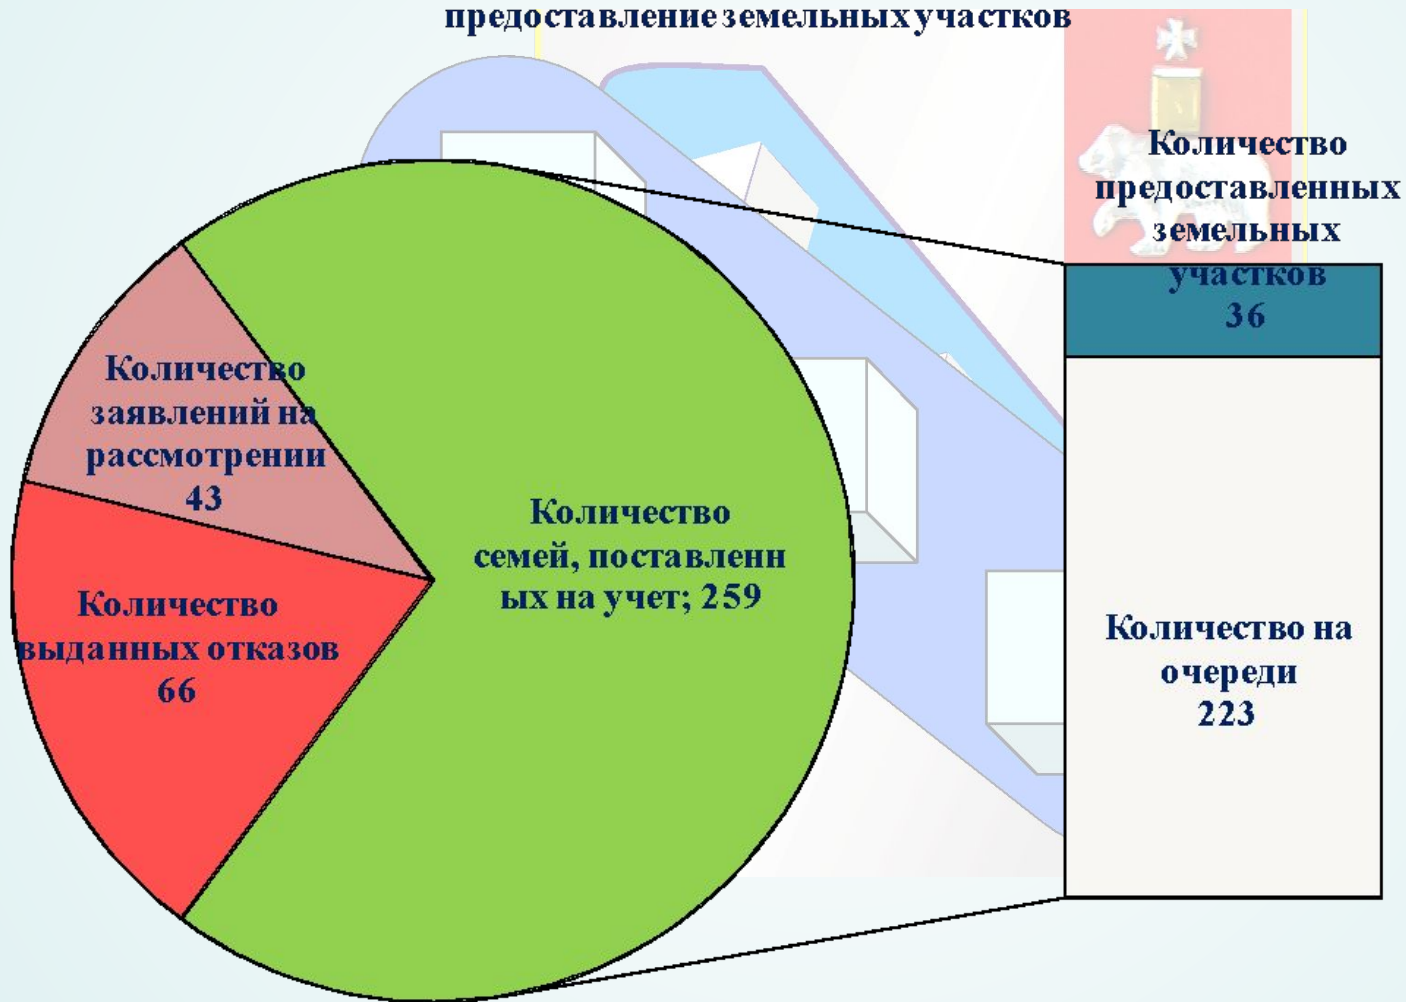 предоставление земельных участков
Количество
предоставленных
земельных
участков
36
Количество
заявлений на
рассмотрении
43
Количество
семей, поставленн
ых на учет; 259
Количество
выданных отказов
66
Количество на
очереди
223